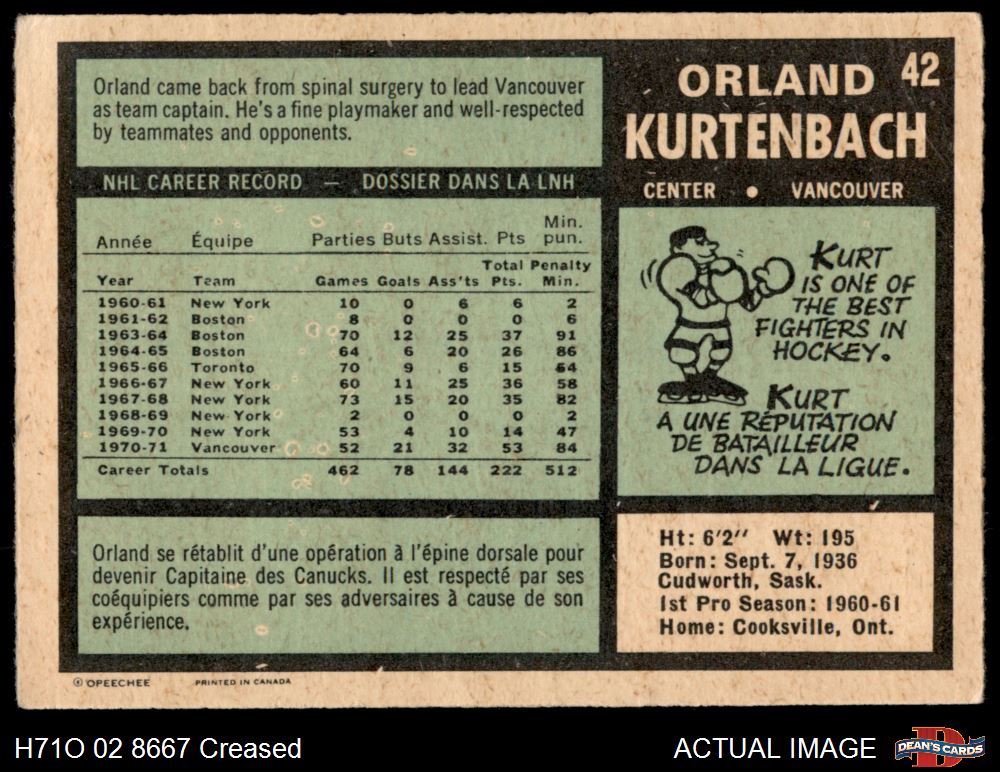 Orland came back from spinal surgery to lead Vancouver
as team captain. He's a fine playmaker and well-respected
by teammates and opponents.
ORLAND 42
KURTENBACH
CENTER • VANCOUVER
NHL CAREER RECORD — DOSSIER DANS LA LNH
Année Équipe Parties Buts Assist. Pts Min. pun.
Year Team Games Goals Ass'ts Total Pts. Penalty Min.
1960-61 New York 10 0 6 6 2
1961-62 Boston 8 0 0 0 6
1963-64 Boston 70 12 25 37 91
1964-65 Boston 64 6 20 26 86
1965-66 Toronto 70 9 6 15 54
1966-67 New York 60 11 25 36 58
1967-68 New York 73 15 20 35 82
1968-69 New York 2 0 0 0 2
1969-70 New York 53 4 10 14 47
1970-71 Vancouver 52 21 32 53 84
Career Totals 462 78 144 222 512
KURT
IS ONE OF
THE BEST
FIGHTERS IN
HOCKEY.
KURT
A UNE RÉPUTATION
DE BATAILLEUR
DANS LA LIGUE.
Orland se rétablit d'une opération à l'épine dorsale pour
devenir Capitaine des Canucks. Il est respecté par ses
coéquipiers comme par ses adversaires à cause de son
expérience.
Ht: 6'2" Wt: 195
Born: Sept. 7, 1936
Cudworth, Sask.
1st Pro Season: 1960-61
Home: Cooksville, Ont.
© OPEECHEE PRINTED IN CANADA
H71O 02 8667 Creased
ACTUAL IMAGE
DEAN'S CARDS